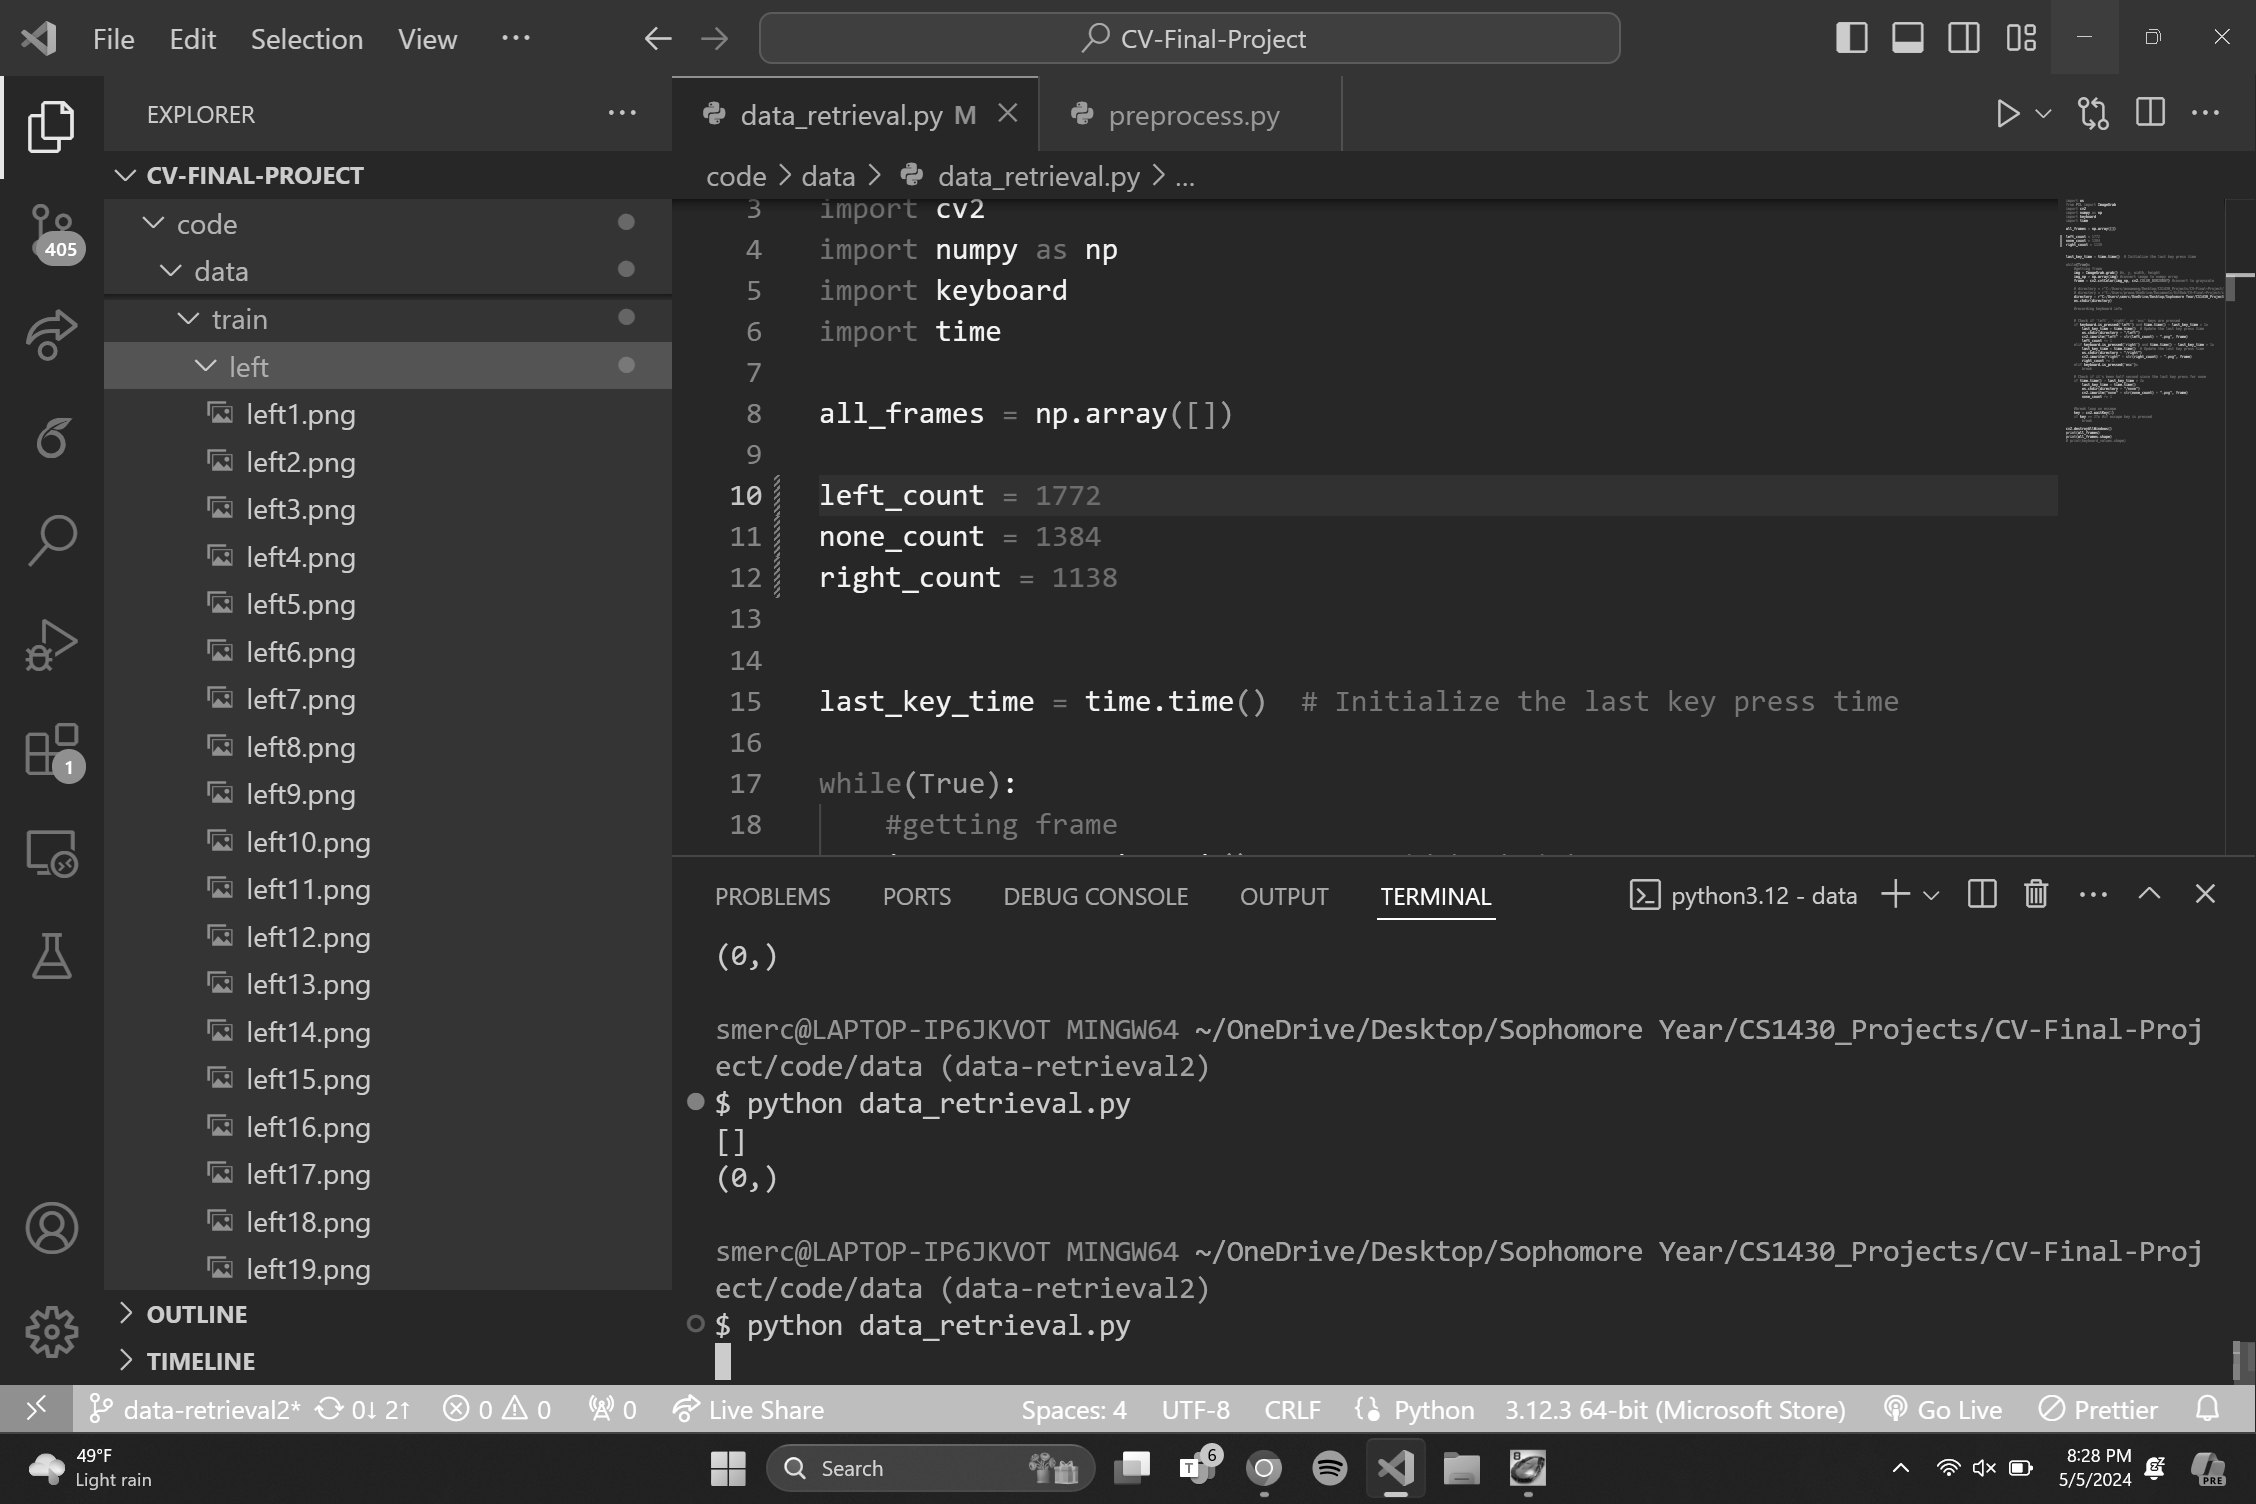 File Edit Selection View ... CV-Final-Project
EXPLORER
CV-FINAL-PROJECT
code
data
train
left
left1.png
left2.png
left3.png
left4.png
left5.png
left6.png
left7.png
left8.png
left9.png
left10.png
left11.png
left12.png
left13.png
left14.png
left15.png
left16.png
left17.png
left18.png
left19.png
OUTLINE
TIMELINE
405
1
data_retrieval.py M preprocess.py
code > data > data_retrieval.py > ...
3 import cv2
4 import numpy as np
5 import keyboard
6 import time
7
8 all_frames = np.array([])
9
10 left_count = 1772
11 none_count = 1384
12 right_count = 1138
13
14
15 last_key_time = time.time() # Initialize the last key press time
16
17 while(True):
18 #getting frame
PROBLEMS PORTS DEBUG CONSOLE OUTPUT TERMINAL python3.12 - data
(0,)
smerc@LAPTOP-IP6JKVOT MINGW64 ~/OneDrive/Desktop/Sophomore Year/CS1430_Projects/CV-Final-Proj
ect/code/data (data-retrieval2)
$ python data_retrieval.py
[]
(0,)
smerc@LAPTOP-IP6JKVOT MINGW64 ~/OneDrive/Desktop/Sophomore Year/CS1430_Projects/CV-Final-Proj
ect/code/data (data-retrieval2)
$ python data_retrieval.py
data-retrieval2* 0↓ 2↑ 0 0 0 Live Share Spaces: 4 UTF-8 CRLF Python 3.12.3 64-bit (Microsoft Store) Go Live Prettier
49°F
Light rain
Search
6
8:28 PM
5/5/2024
PRE